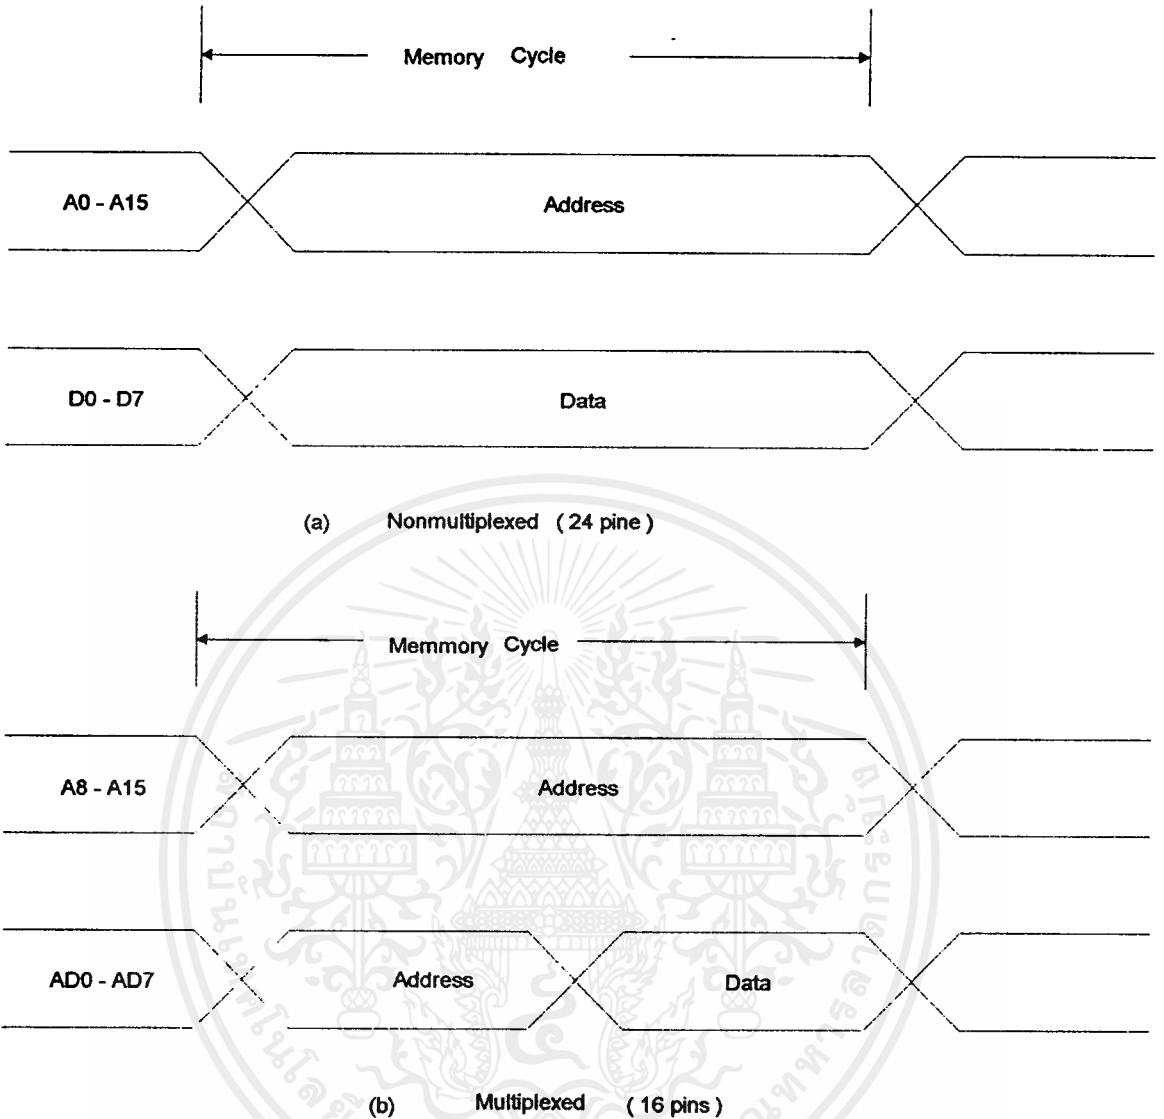 Memory Cycle
A0 - A15
Address
D0 - D7
Data
(a) Nonmultiplexed ( 24 pine )
Memmory Cycle
A8 - A15
Address
AD0 - AD7
Address
Data
(b) Multiplexed ( 16 pins )